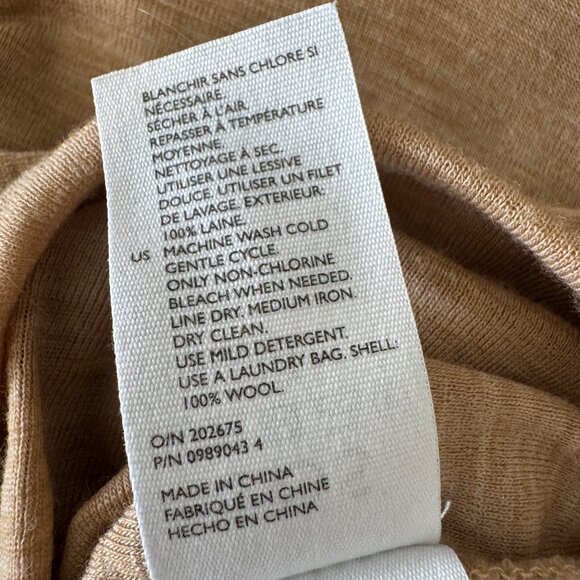 BLANCHIR SANS CHLORE SI
NÉCESSAIRE.
SÉCHER À L'AIR.
REPASSER À TEMPÉRATURE
MOYENNE.
NETTOYAGE À SEC.
UTILISER UNE LESSIVE
DOUCE. UTILISER UN FILET
DE LAVAGE. EXTERIEUR:
100% LAINE.
US MACHINE WASH COLD
GENTLE CYCLE.
ONLY NON-CHLORINE
BLEACH WHEN NEEDED.
LINE DRY. MEDIUM IRON.
DRY CLEAN.
USE MILD DETERGENT.
USE A LAUNDRY BAG. SHELL:
100% WOOL.
O/N 202675
P/N 0989043 4
MADE IN CHINA
FABRIQUÉ EN CHINE
HECHO EN CHINA